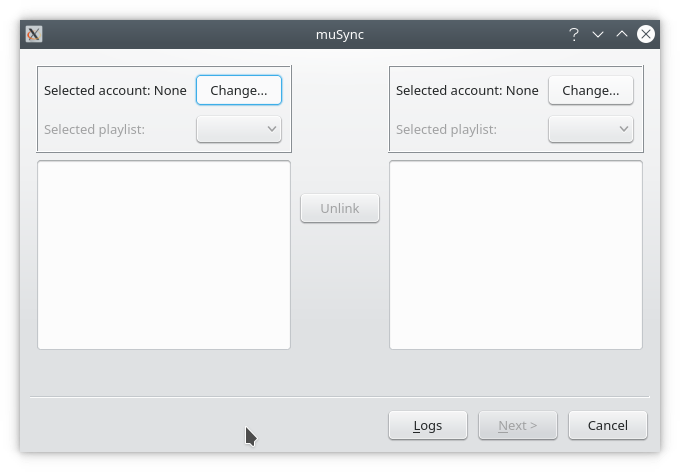 muSync
Selected account: None Change...
Selected playlist:
Selected account: None Change...
Selected playlist:
Unlink
Logs Next > Cancel